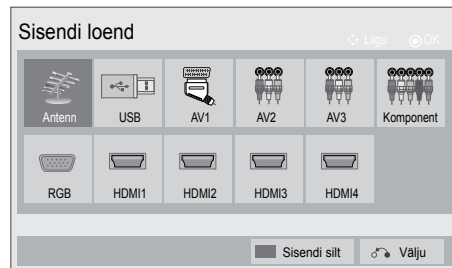 Sisendi loend
Liigu OK
Antenn USB AV1 AV2 AV3 Komponent
RGB HDMI1 HDMI2 HDMI3 HDMI4
Sisendi silt Välju